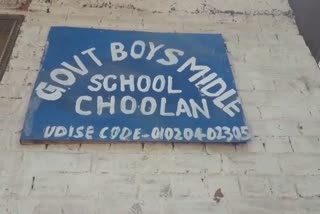 GOVT BOYS MIDLE
SCHOOL
CHOOLAN
UDISE CODE-01020402305